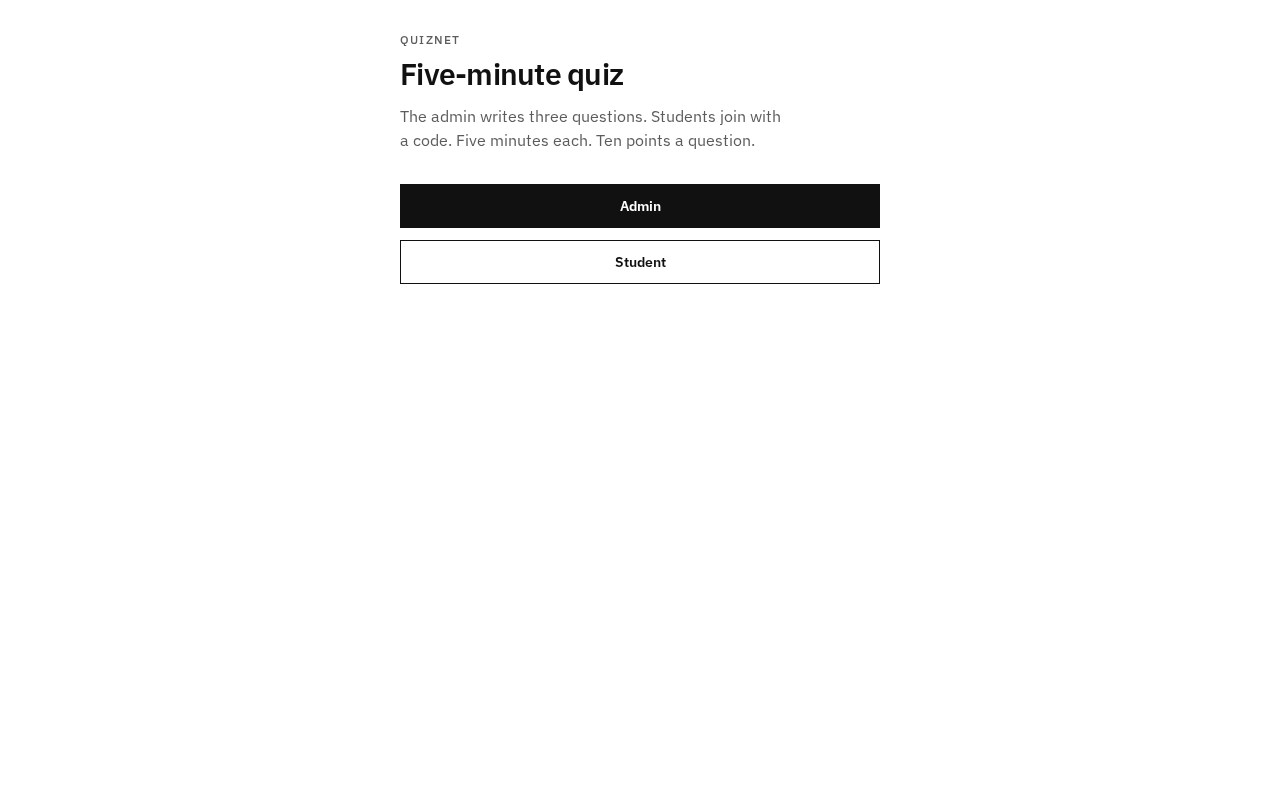 QUIZNET
Five-minute quiz
The admin writes three questions. Students join with
a code. Five minutes each. Ten points a question.
Admin
Student